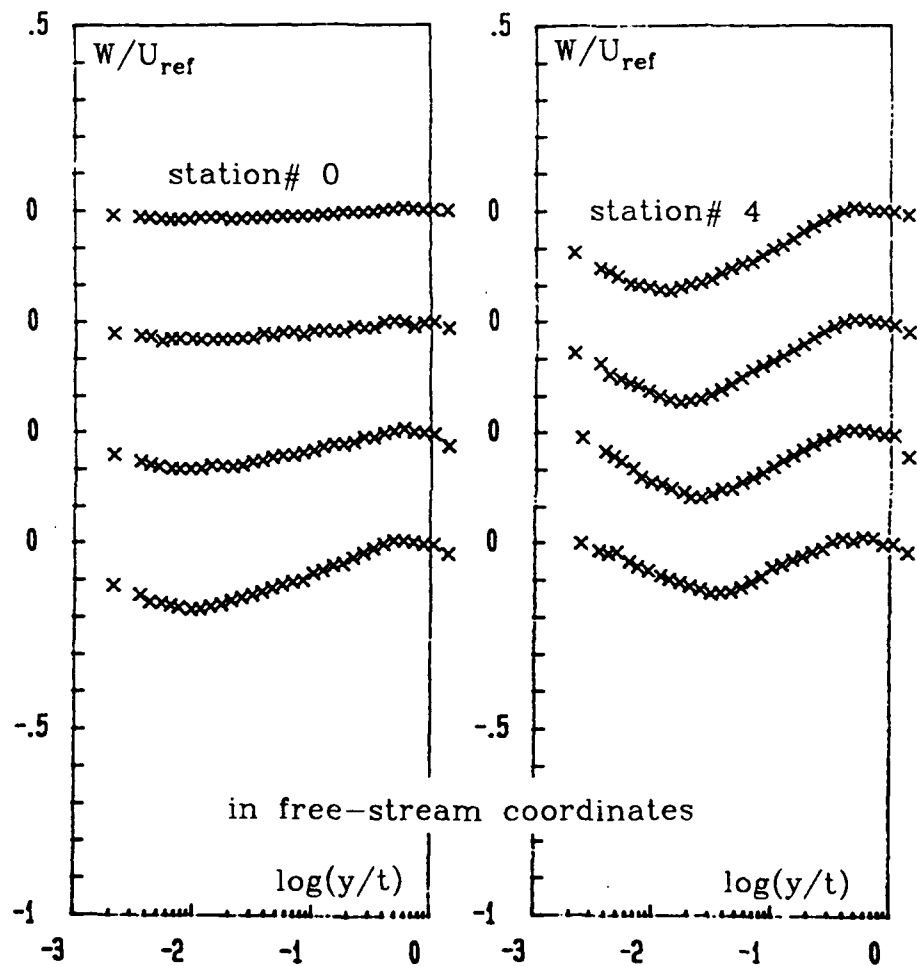 .5
W/U_ref
station# 0
0
0
0
0
-.5
-1
log(y/t)
-3 -2 -1 0
.5
W/U_ref
station# 4
0
0
0
0
-.5
-1
log(y/t)
-3 -2 -1 0
in free-stream coordinates